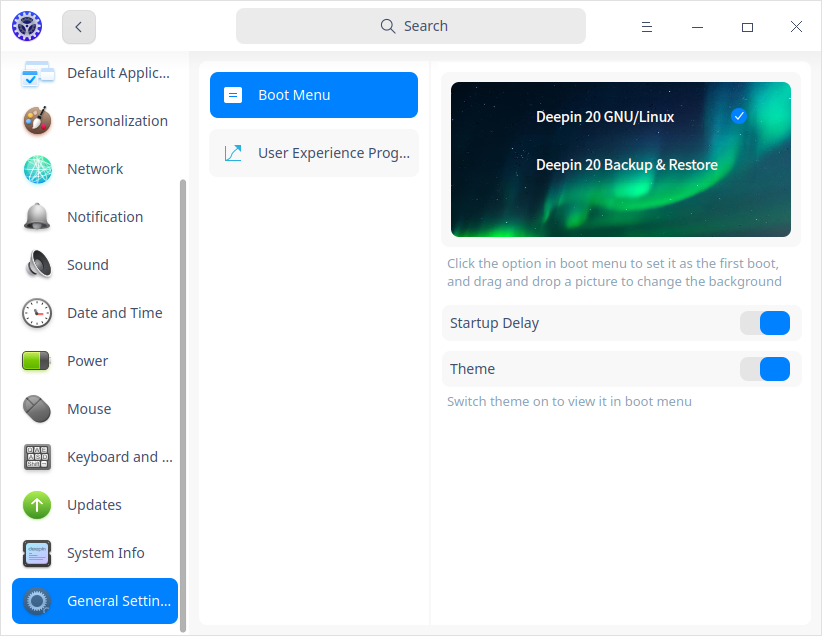 Search
Default Applic...
Personalization
Network
Notification
Sound
Date and Time
Power
Mouse
Keyboard and ...
Updates
System Info
General Settin...
Boot Menu
User Experience Prog...
Deepin 20 GNU/Linux
Deepin 20 Backup & Restore
Click the option in boot menu to set it as the first boot,
and drag and drop a picture to change the background
Startup Delay
Theme
Switch theme on to view it in boot menu